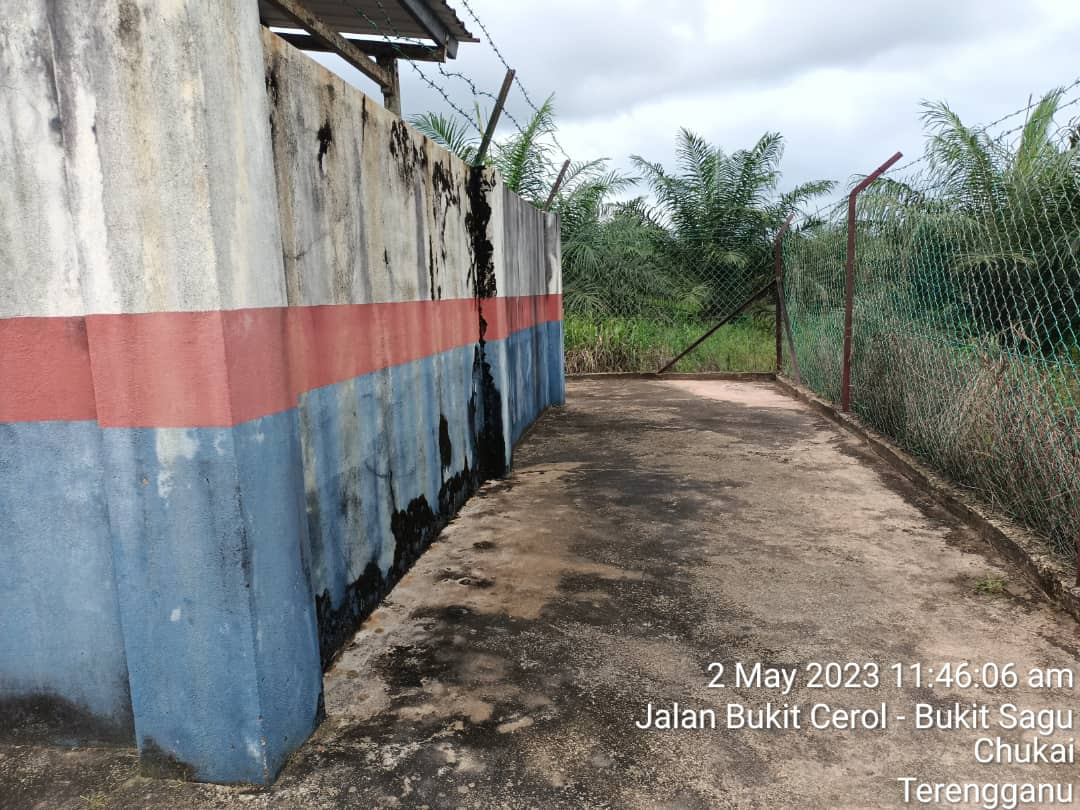 2 May 2023 11:46:06 am
Jalan Bukit Cerol - Bukit Sagu
Chukai
Terengganu